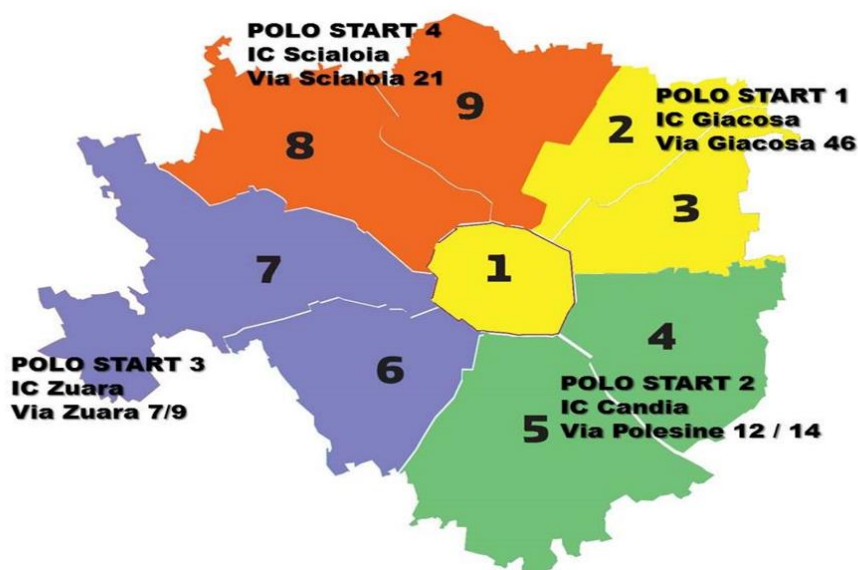 POLO START 4
IC Scialoia
Via Scialoia 21
9
8
2
POLO START 1
IC Giacosa
Via Giacosa 46
3
7
1
POLO START 3
IC Zuara
Via Zuara 7/9
6
4
5
POLO START 2
IC Candia
Via Polesine 12 / 14